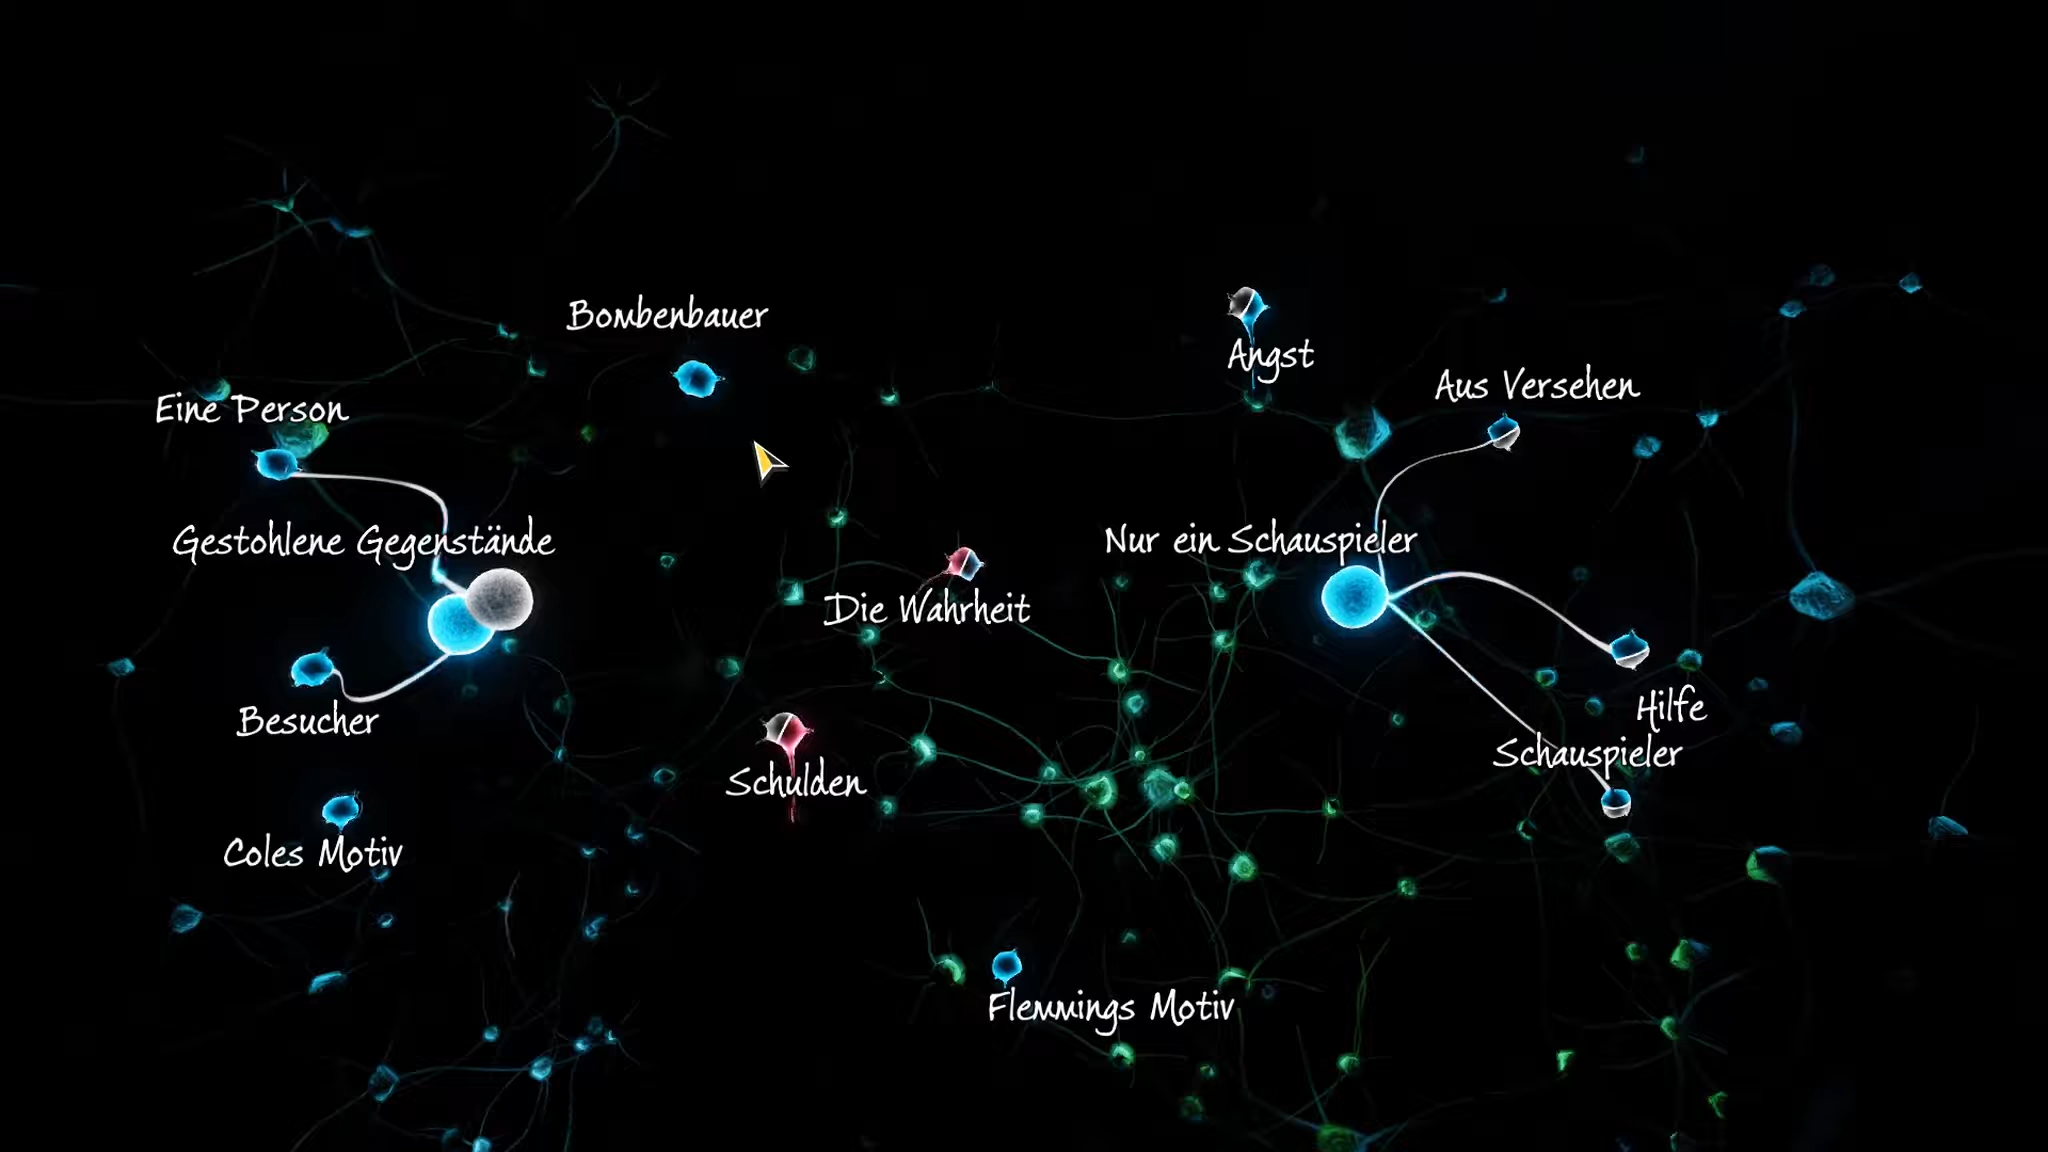 Bombenbauer
Angst
Aus Versehen
Eine Person
Gestohlene Gegenstände
Nur ein Schauspieler
Die Wahrheit
Besucher
Hilfe
Schauspieler
Schulden
Coles Motiv
Flemmings Motiv